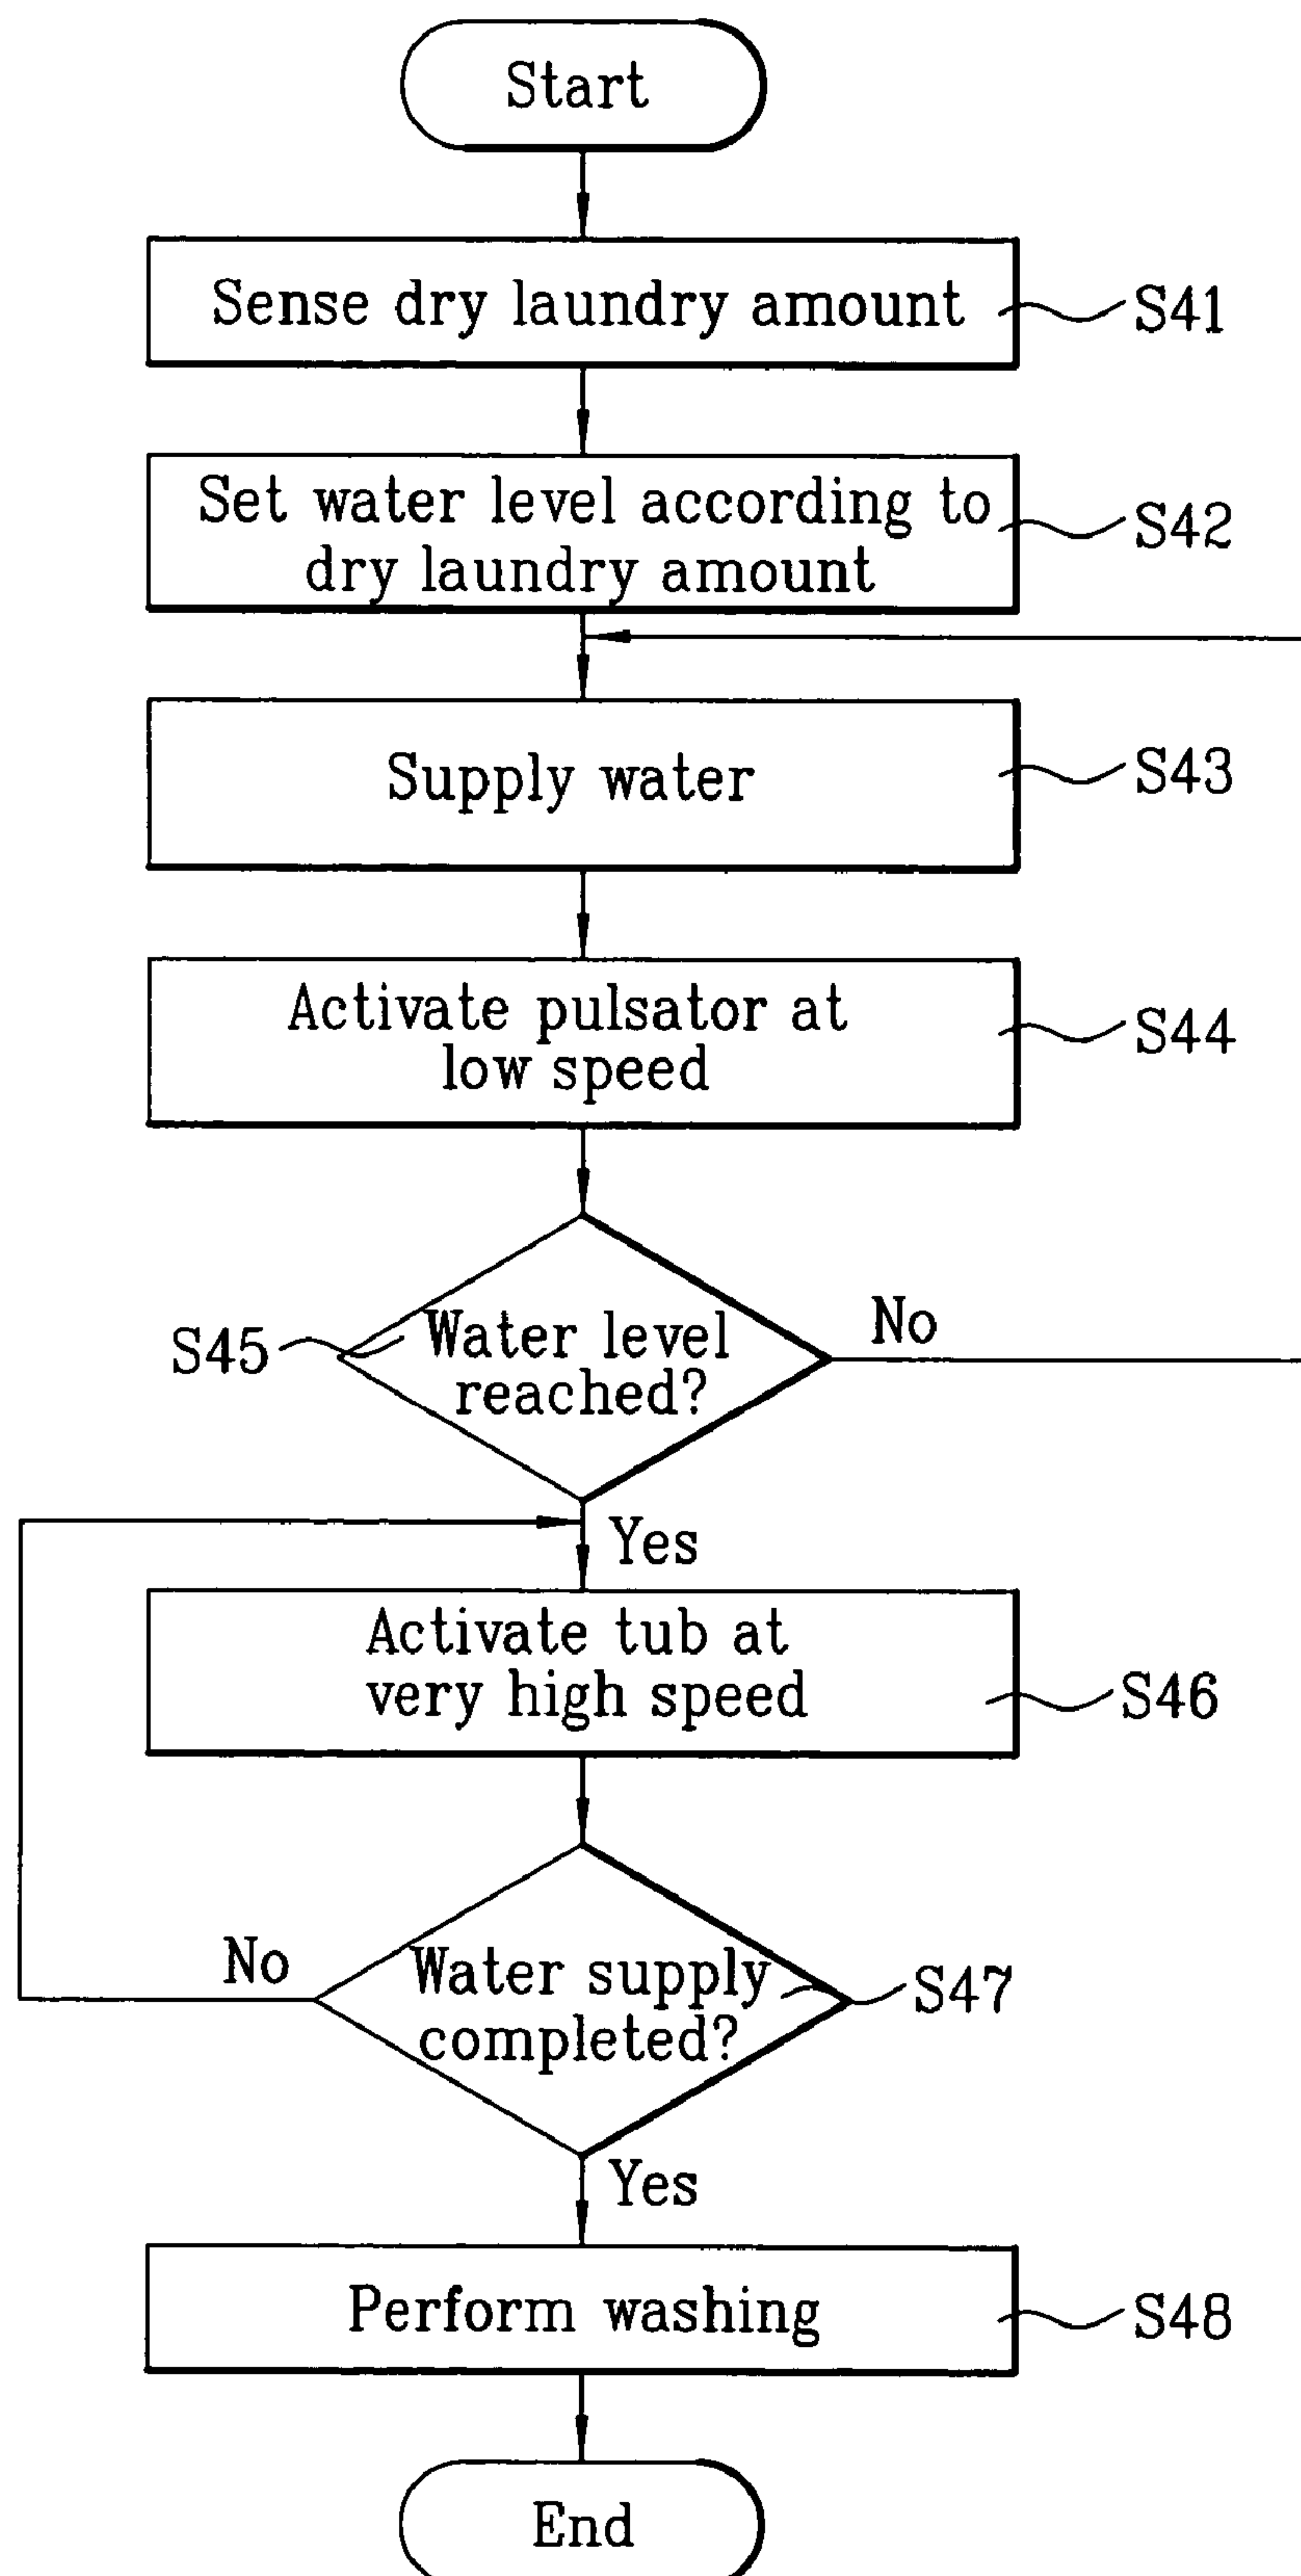 Start
Sense dry laundry amount
S41
Set water level according to
dry laundry amount
S42
Supply water
S43
Activate pulsator at
low speed
S44
S45
Water level
reached?
No
Yes
Activate tub at
very high speed
S46
No
Water supply
completed?
S47
Yes
Perform washing
S48
End